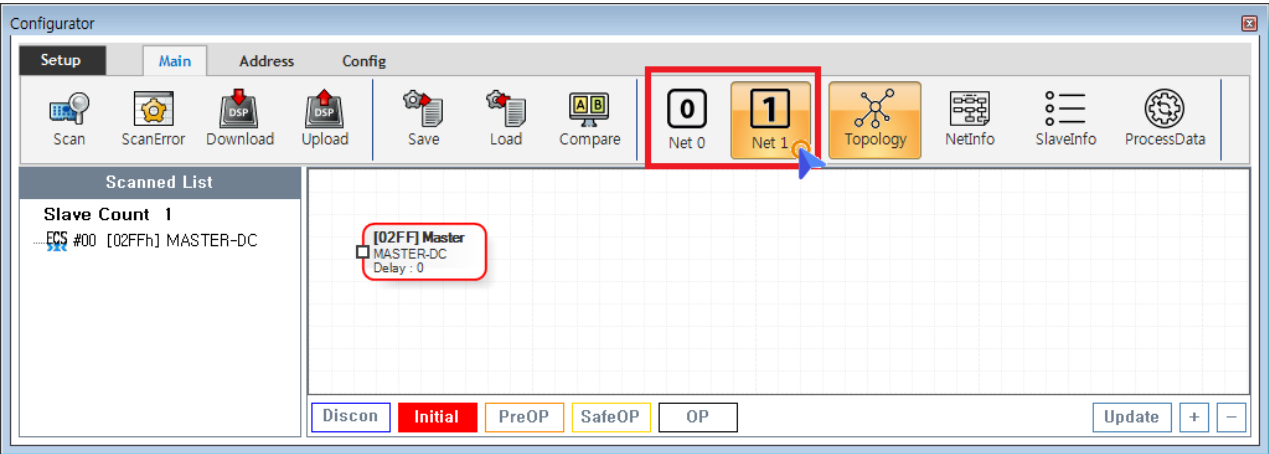 Configurator
Setup Main Address Config
DSP DSP A B 0 1
Scan ScanError Download Upload Save Load Compare Net 0 Net 1 Topology NetInfo SlaveInfo ProcessData
Scanned List
Slave Count 1
ECS #00 [02FFh] MASTER-DC
[02FF] Master
MASTER-DC
Delay : 0
Discon Initial PreOP SafeOP OP Update + −